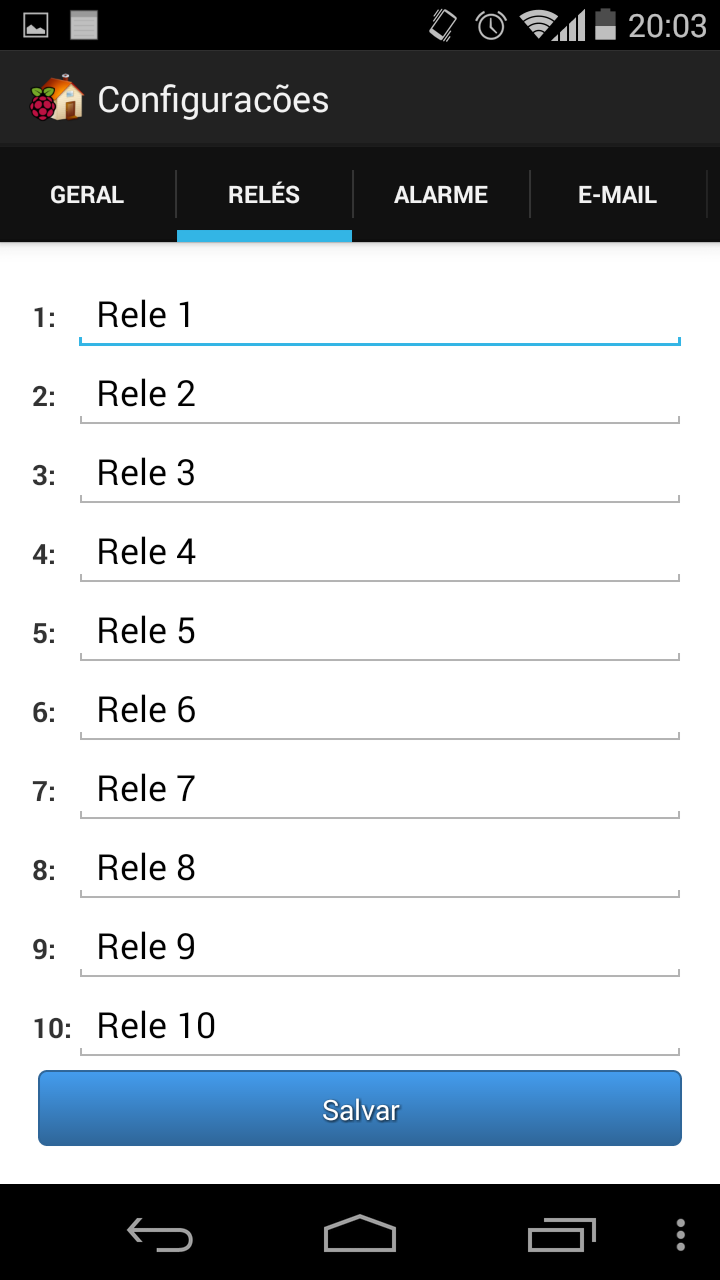 20:03
Configuracões
GERAL RELÉS ALARME E-MAIL
1: Rele 1
2: Rele 2
3: Rele 3
4: Rele 4
5: Rele 5
6: Rele 6
7: Rele 7
8: Rele 8
9: Rele 9
10: Rele 10
Salvar